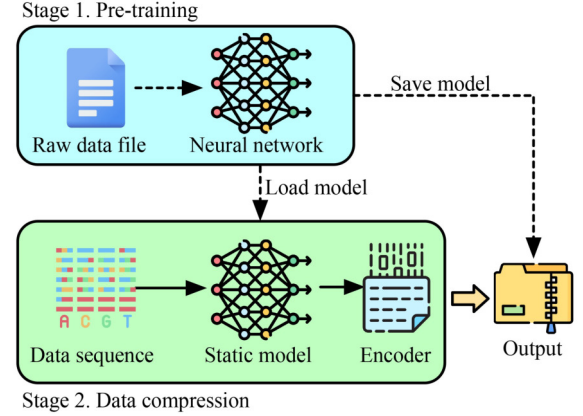 Stage 1. Pre-training
Raw data file
Neural network
Save model
Load model
A C G T
Data sequence
Static model
Encoder
Output
Stage 2. Data compression